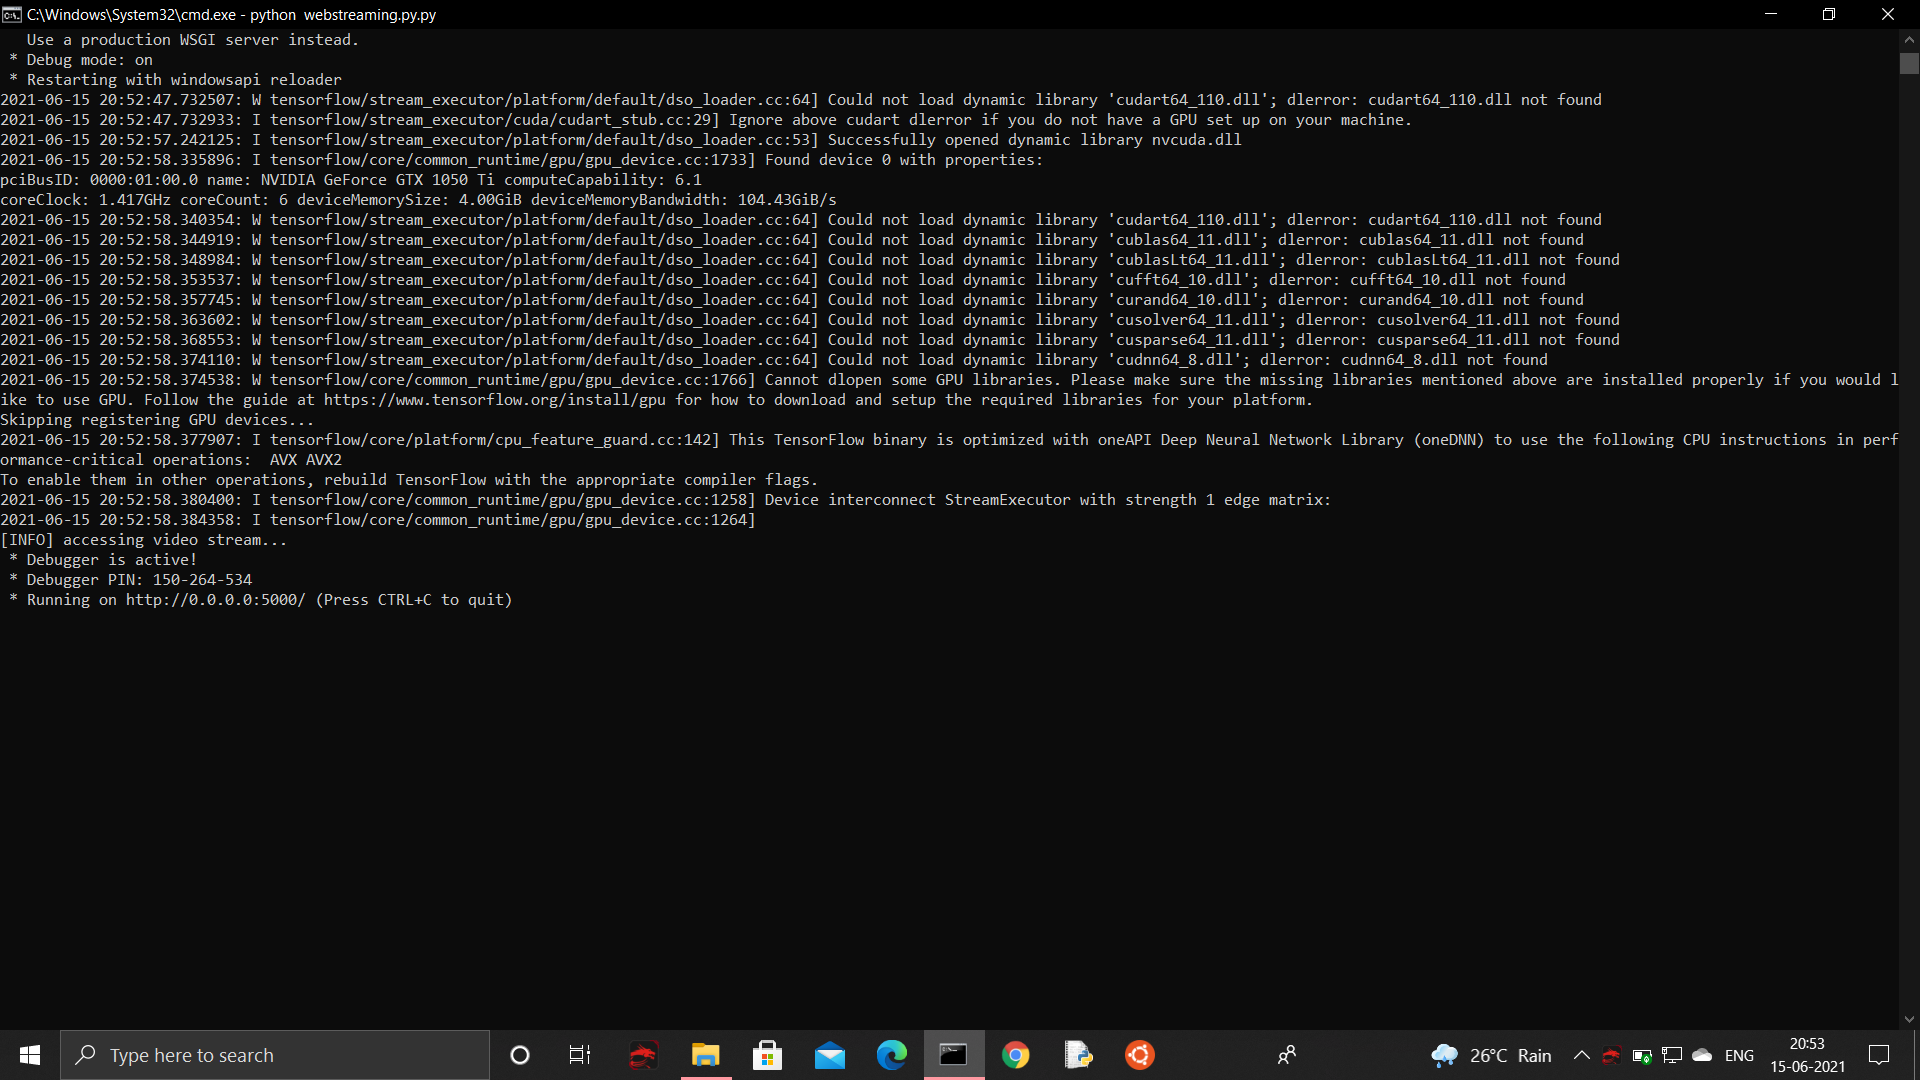 C:\Windows\System32\cmd.exe - python  webstreaming.py.py
   Use a production WSGI server instead.
 * Debug mode: on
 * Restarting with windowsapi reloader
2021-06-15 20:52:47.732507: W tensorflow/stream_executor/platform/default/dso_loader.cc:64] Could not load dynamic library 'cudart64_110.dll'; dlerror: cudart64_110.dll not found
2021-06-15 20:52:47.732933: I tensorflow/stream_executor/cuda/cudart_stub.cc:29] Ignore above cudart dlerror if you do not have a GPU set up on your machine.
2021-06-15 20:52:57.242125: I tensorflow/stream_executor/platform/default/dso_loader.cc:53] Successfully opened dynamic library nvcuda.dll
2021-06-15 20:52:58.335896: I tensorflow/core/common_runtime/gpu/gpu_device.cc:1733] Found device 0 with properties:
pciBusID: 0000:01:00.0 name: NVIDIA GeForce GTX 1050 Ti computeCapability: 6.1
coreClock: 1.417GHz coreCount: 6 deviceMemorySize: 4.00GiB deviceMemoryBandwidth: 104.43GiB/s
2021-06-15 20:52:58.340354: W tensorflow/stream_executor/platform/default/dso_loader.cc:64] Could not load dynamic library 'cudart64_110.dll'; dlerror: cudart64_110.dll not found
2021-06-15 20:52:58.344919: W tensorflow/stream_executor/platform/default/dso_loader.cc:64] Could not load dynamic library 'cublas64_11.dll'; dlerror: cublas64_11.dll not found
2021-06-15 20:52:58.348984: W tensorflow/stream_executor/platform/default/dso_loader.cc:64] Could not load dynamic library 'cublasLt64_11.dll'; dlerror: cublasLt64_11.dll not found
2021-06-15 20:52:58.353537: W tensorflow/stream_executor/platform/default/dso_loader.cc:64] Could not load dynamic library 'cufft64_10.dll'; dlerror: cufft64_10.dll not found
2021-06-15 20:52:58.357745: W tensorflow/stream_executor/platform/default/dso_loader.cc:64] Could not load dynamic library 'curand64_10.dll'; dlerror: curand64_10.dll not found
2021-06-15 20:52:58.363602: W tensorflow/stream_executor/platform/default/dso_loader.cc:64] Could not load dynamic library 'cusolver64_11.dll'; dlerror: cusolver64_11.dll not found
2021-06-15 20:52:58.368553: W tensorflow/stream_executor/platform/default/dso_loader.cc:64] Could not load dynamic library 'cusparse64_11.dll'; dlerror: cusparse64_11.dll not found
2021-06-15 20:52:58.374110: W tensorflow/stream_executor/platform/default/dso_loader.cc:64] Could not load dynamic library 'cudnn64_8.dll'; dlerror: cudnn64_8.dll not found
2021-06-15 20:52:58.374538: W tensorflow/core/common_runtime/gpu/gpu_device.cc:1766] Cannot dlopen some GPU libraries. Please make sure the missing libraries mentioned above are installed properly if you would l
ike to use GPU. Follow the guide at https://www.tensorflow.org/install/gpu for how to download and setup the required libraries for your platform.
Skipping registering GPU devices...
2021-06-15 20:52:58.377907: I tensorflow/core/platform/cpu_feature_guard.cc:142] This TensorFlow binary is optimized with oneAPI Deep Neural Network Library (oneDNN) to use the following CPU instructions in perf
ormance-critical operations:  AVX AVX2
To enable them in other operations, rebuild TensorFlow with the appropriate compiler flags.
2021-06-15 20:52:58.380400: I tensorflow/core/common_runtime/gpu/gpu_device.cc:1258] Device interconnect StreamExecutor with strength 1 edge matrix:
2021-06-15 20:52:58.384358: I tensorflow/core/common_runtime/gpu/gpu_device.cc:1264]
[INFO] accessing video stream...
 * Debugger is active!
 * Debugger PIN: 150-264-534
 * Running on http://0.0.0.0:5000/ (Press CTRL+C to quit)
Type here to search
26°C Rain
ENG
20:53
15-06-2021